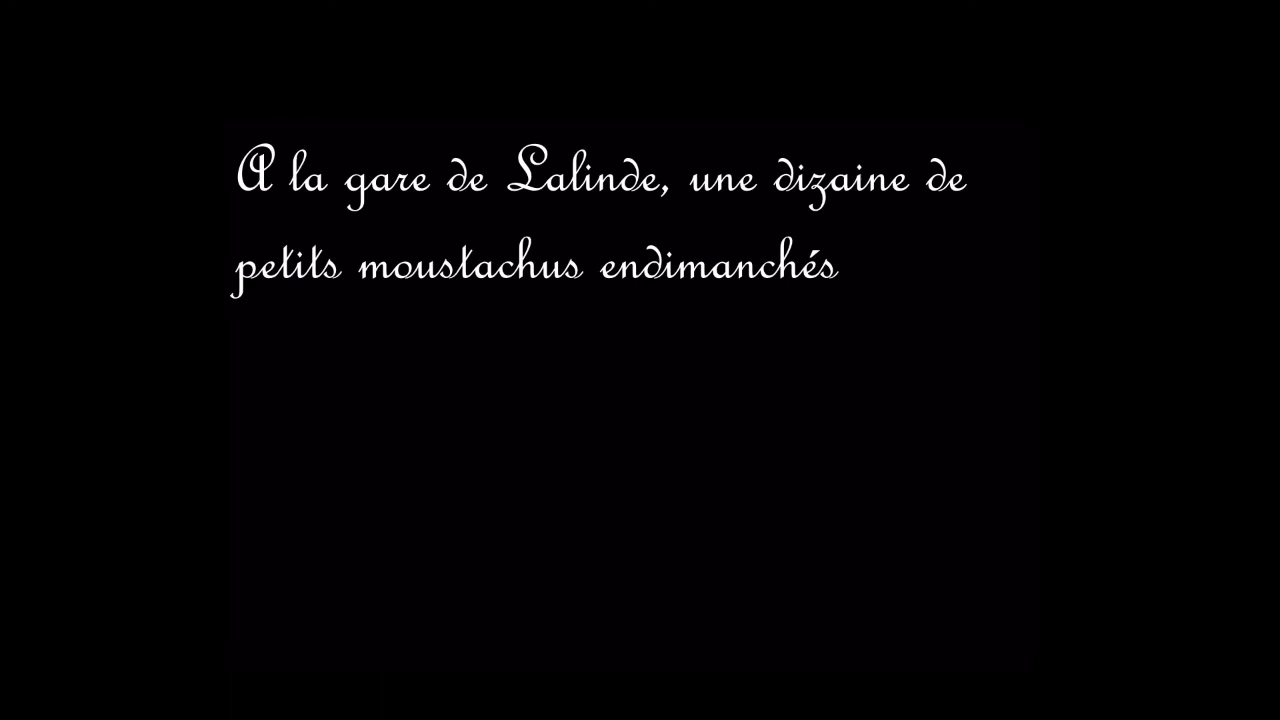 A la gare de Lalinde, une dizaine de
petits moustachus endimanchés